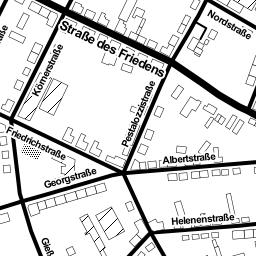 Nordstraße
Straße des Friedens
Körnerstraße
Pestalozzistraße
Friedrichstraße
Albertstraße
Georgstraße
Helenenstraße